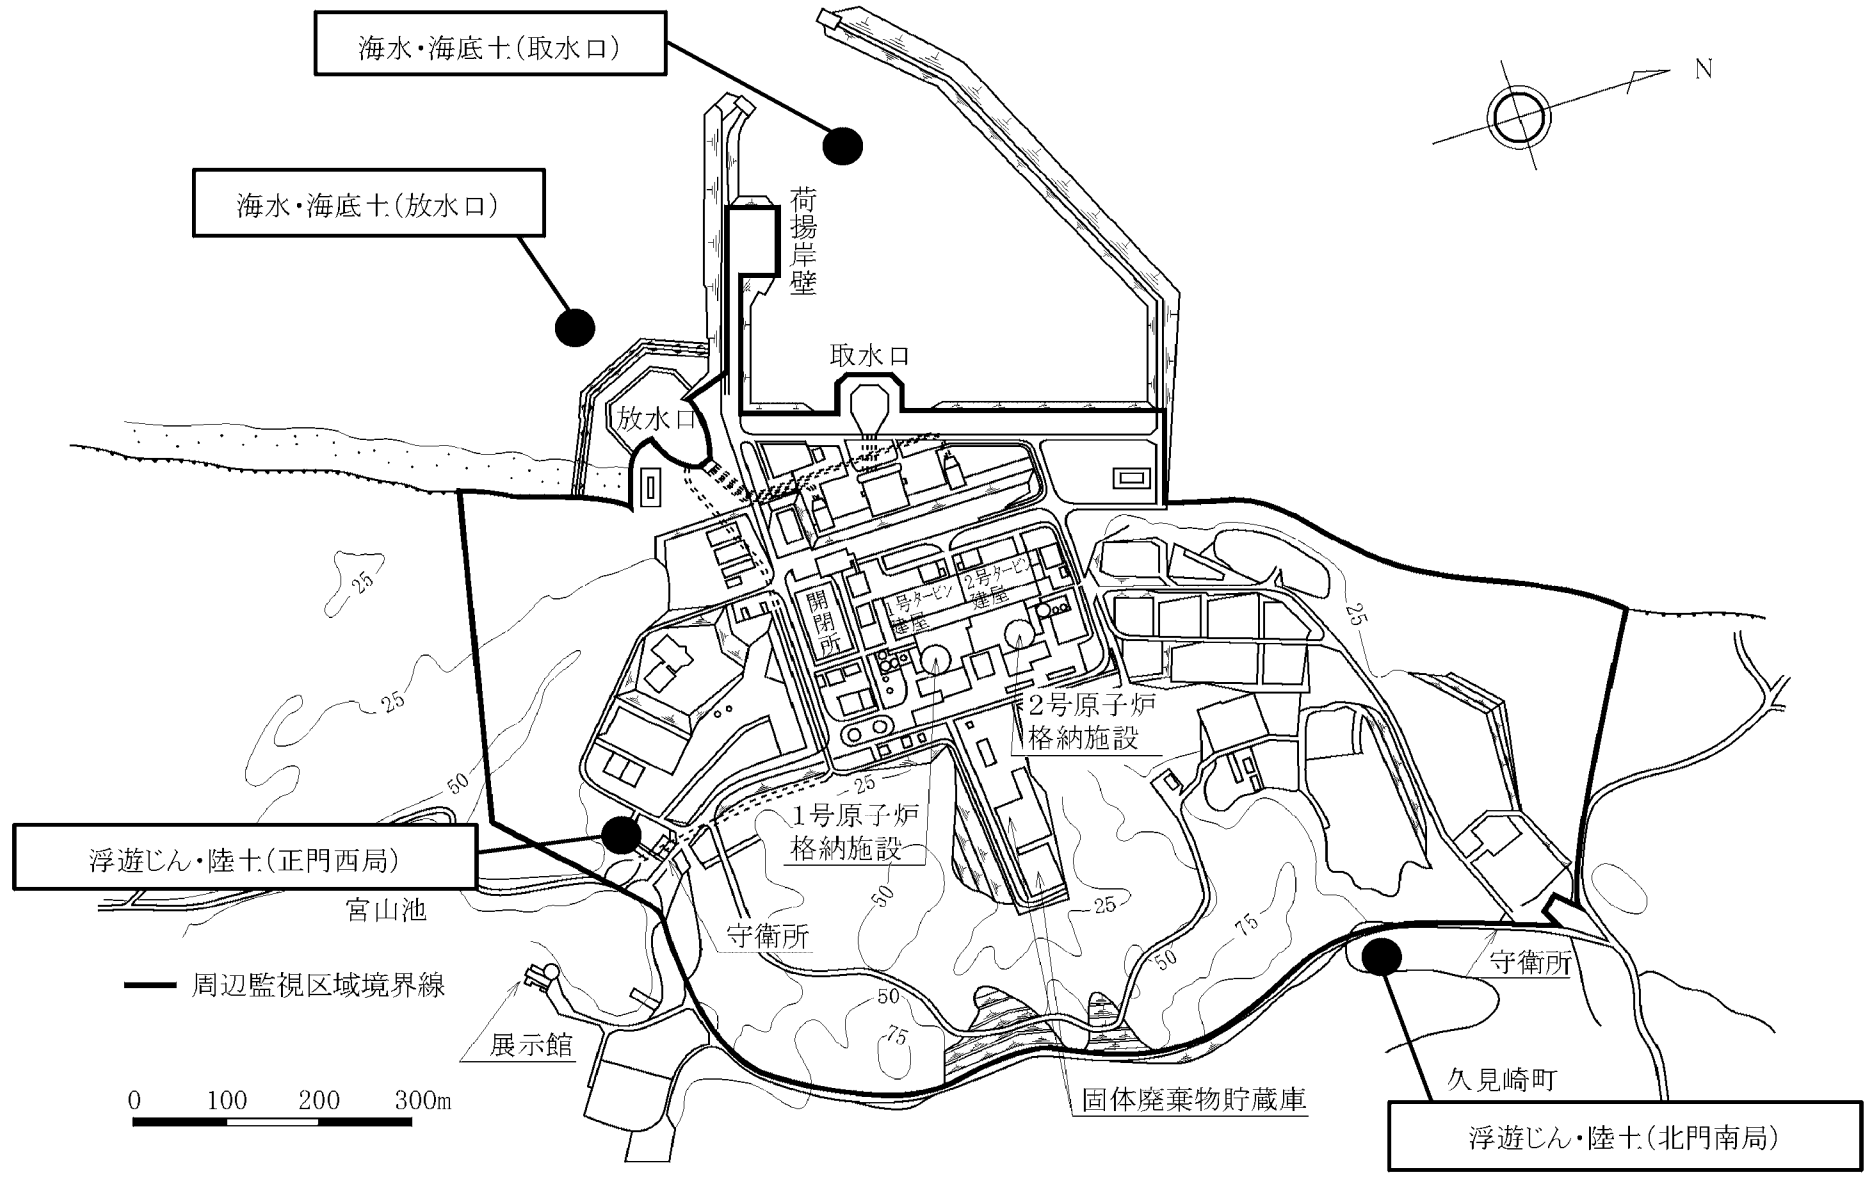 海水・海底土（取水口）
N
海水・海底土（放水口）
荷揚岸壁
取水口
放水口
25
開閉所
1号タービン
建屋
2号タービン
建屋
25
25
50
2号原子炉
格納施設
25
1号原子炉
格納施設
浮遊じん・陸土（正門西局）
宮山池
守衛所
50
25
75
50
守衛所
周辺監視区域境界線
50
75
展示館
久見崎町
固体廃棄物貯蔵庫
0 100 200 300m
浮遊じん・陸土（北門南局）